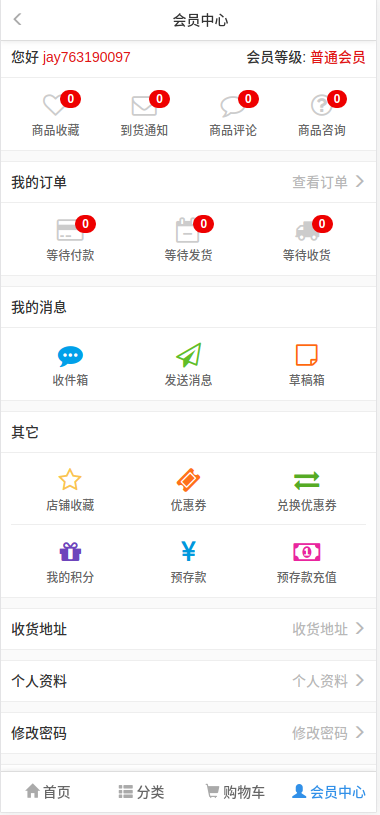 会员中心
您好 jay763190097 会员等级: 普通会员
0 0 0 0
商品收藏 到货通知 商品评论 商品咨询
我的订单 查看订单
0 0 0
等待付款 等待发货 等待收货
我的消息
收件箱 发送消息 草稿箱
其它
店铺收藏 优惠券 兑换优惠券
¥ 1
我的积分 预存款 预存款充值
收货地址 收货地址
个人资料 个人资料
修改密码 修改密码
首页 分类 购物车 会员中心